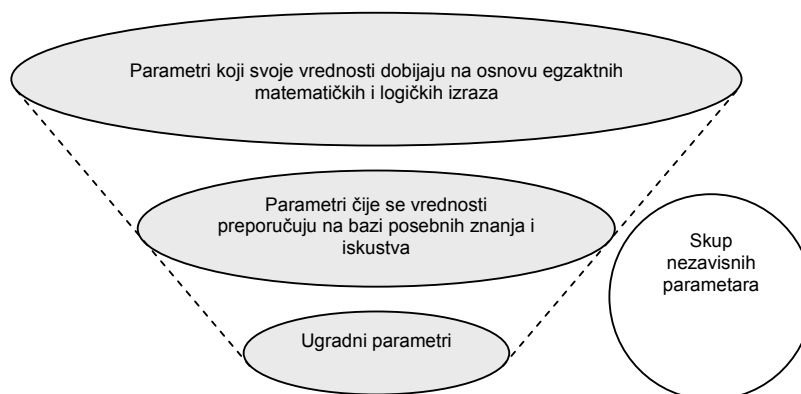 Parametri koji svoje vrednosti dobijaju na osnovu egzaktnih
matematičkih i logičkih izraza
Parametri čije se vrednosti
preporučuju na bazi posebnih znanja i
iskustva
Skup
nezavisnih
parametara
Ugradni parametri